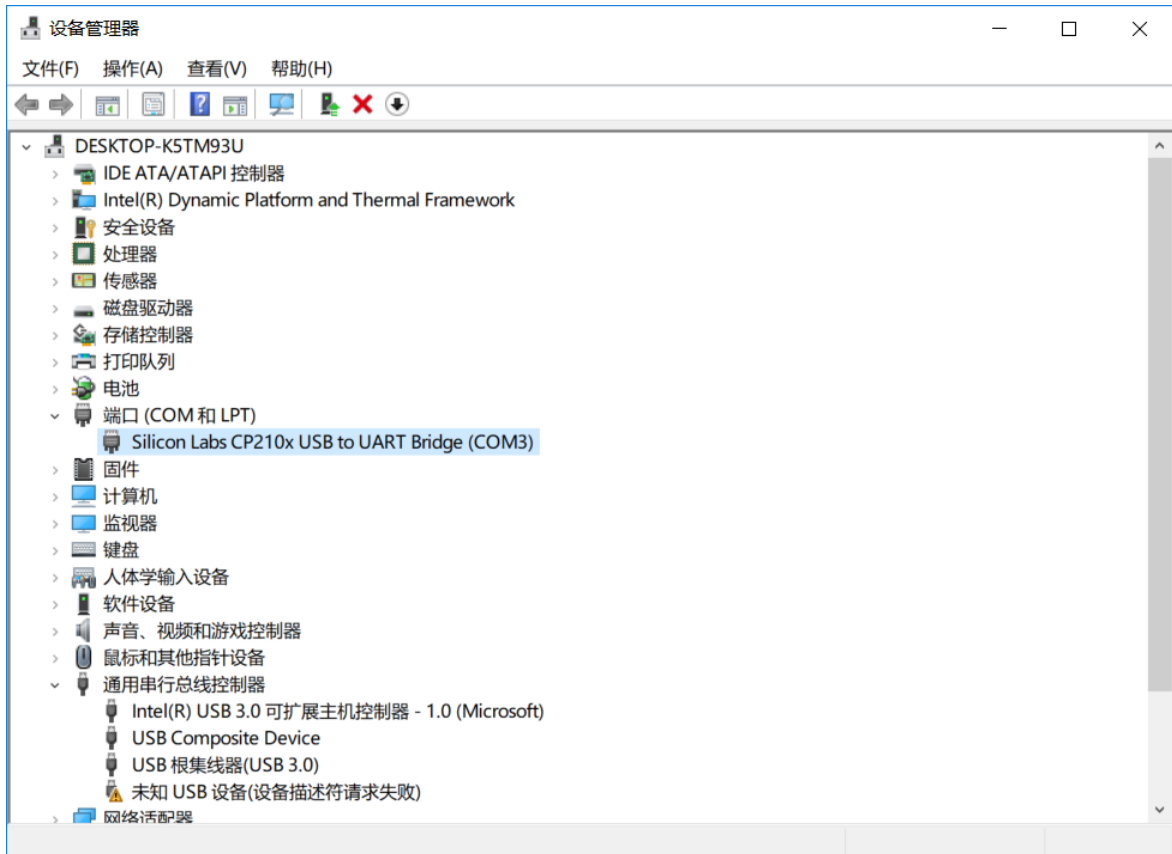 设备管理器
文件(F) 操作(A) 查看(V) 帮助(H)
DESKTOP-K5TM93U
IDE ATA/ATAPI 控制器
Intel(R) Dynamic Platform and Thermal Framework
安全设备
处理器
传感器
磁盘驱动器
存储控制器
打印队列
电池
端口 (COM 和 LPT)
Silicon Labs CP210x USB to UART Bridge (COM3)
固件
计算机
监视器
键盘
人体学输入设备
软件设备
声音、视频和游戏控制器
鼠标和其他指针设备
通用串行总线控制器
Intel(R) USB 3.0 可扩展主机控制器 - 1.0 (Microsoft)
USB Composite Device
USB 根集线器(USB 3.0)
未知 USB 设备(设备描述符请求失败)
网络适配器